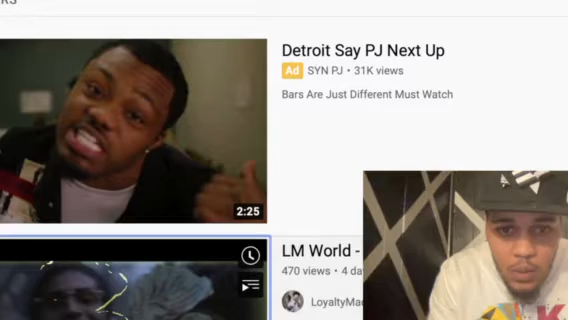 Detroit Say PJ Next Up
Ad SYN PJ • 31K views
Bars Are Just Different Must Watch
2:25
LM World -
470 views • 4 da
LoyaltyMa